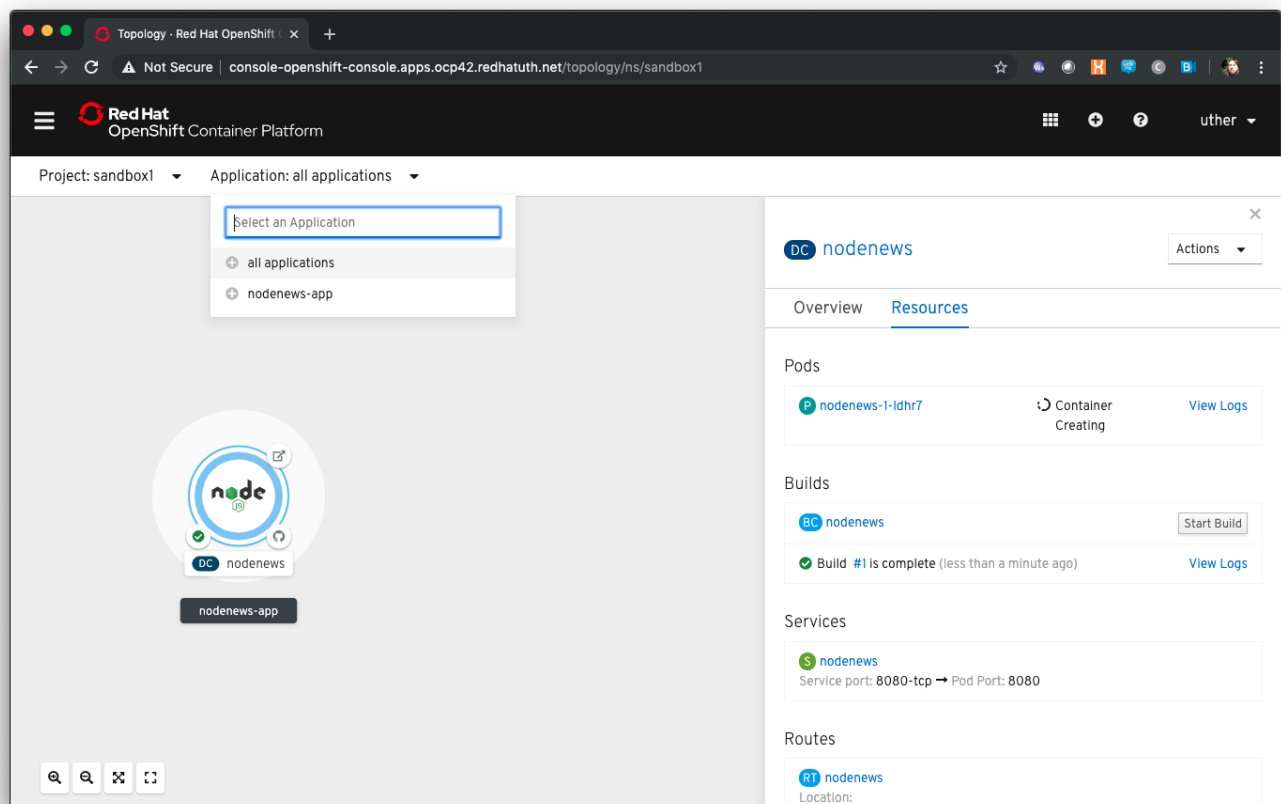 Topology · Red Hat OpenShift
Not Secure | console-openshift-console.apps.ocp42.redhatuth.net/topology/ns/sandbox1
Red Hat
OpenShift Container Platform
uther
Project: sandbox1
Application: all applications
Select an Application
all applications
nodenews-app
node
JS
DC nodenews
nodenews-app
DC nodenews
Actions
Overview
Resources
Pods
P nodenews-1-ldhr7
Container
Creating
View Logs
Builds
BC nodenews
Start Build
Build #1 is complete (less than a minute ago)
View Logs
Services
S nodenews
Service port: 8080-tcp → Pod Port: 8080
Routes
RT nodenews
Location: